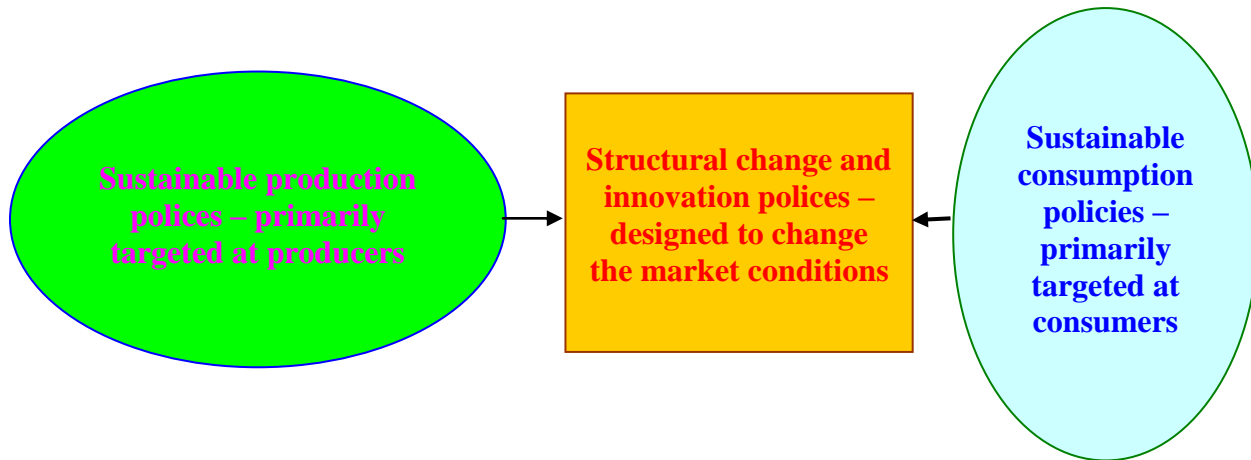 Sustainable production
polices – primarily
targeted at producers
Structural change and
innovation polices –
designed to change
the market conditions
Sustainable
consumption
policies –
primarily
targeted at
consumers